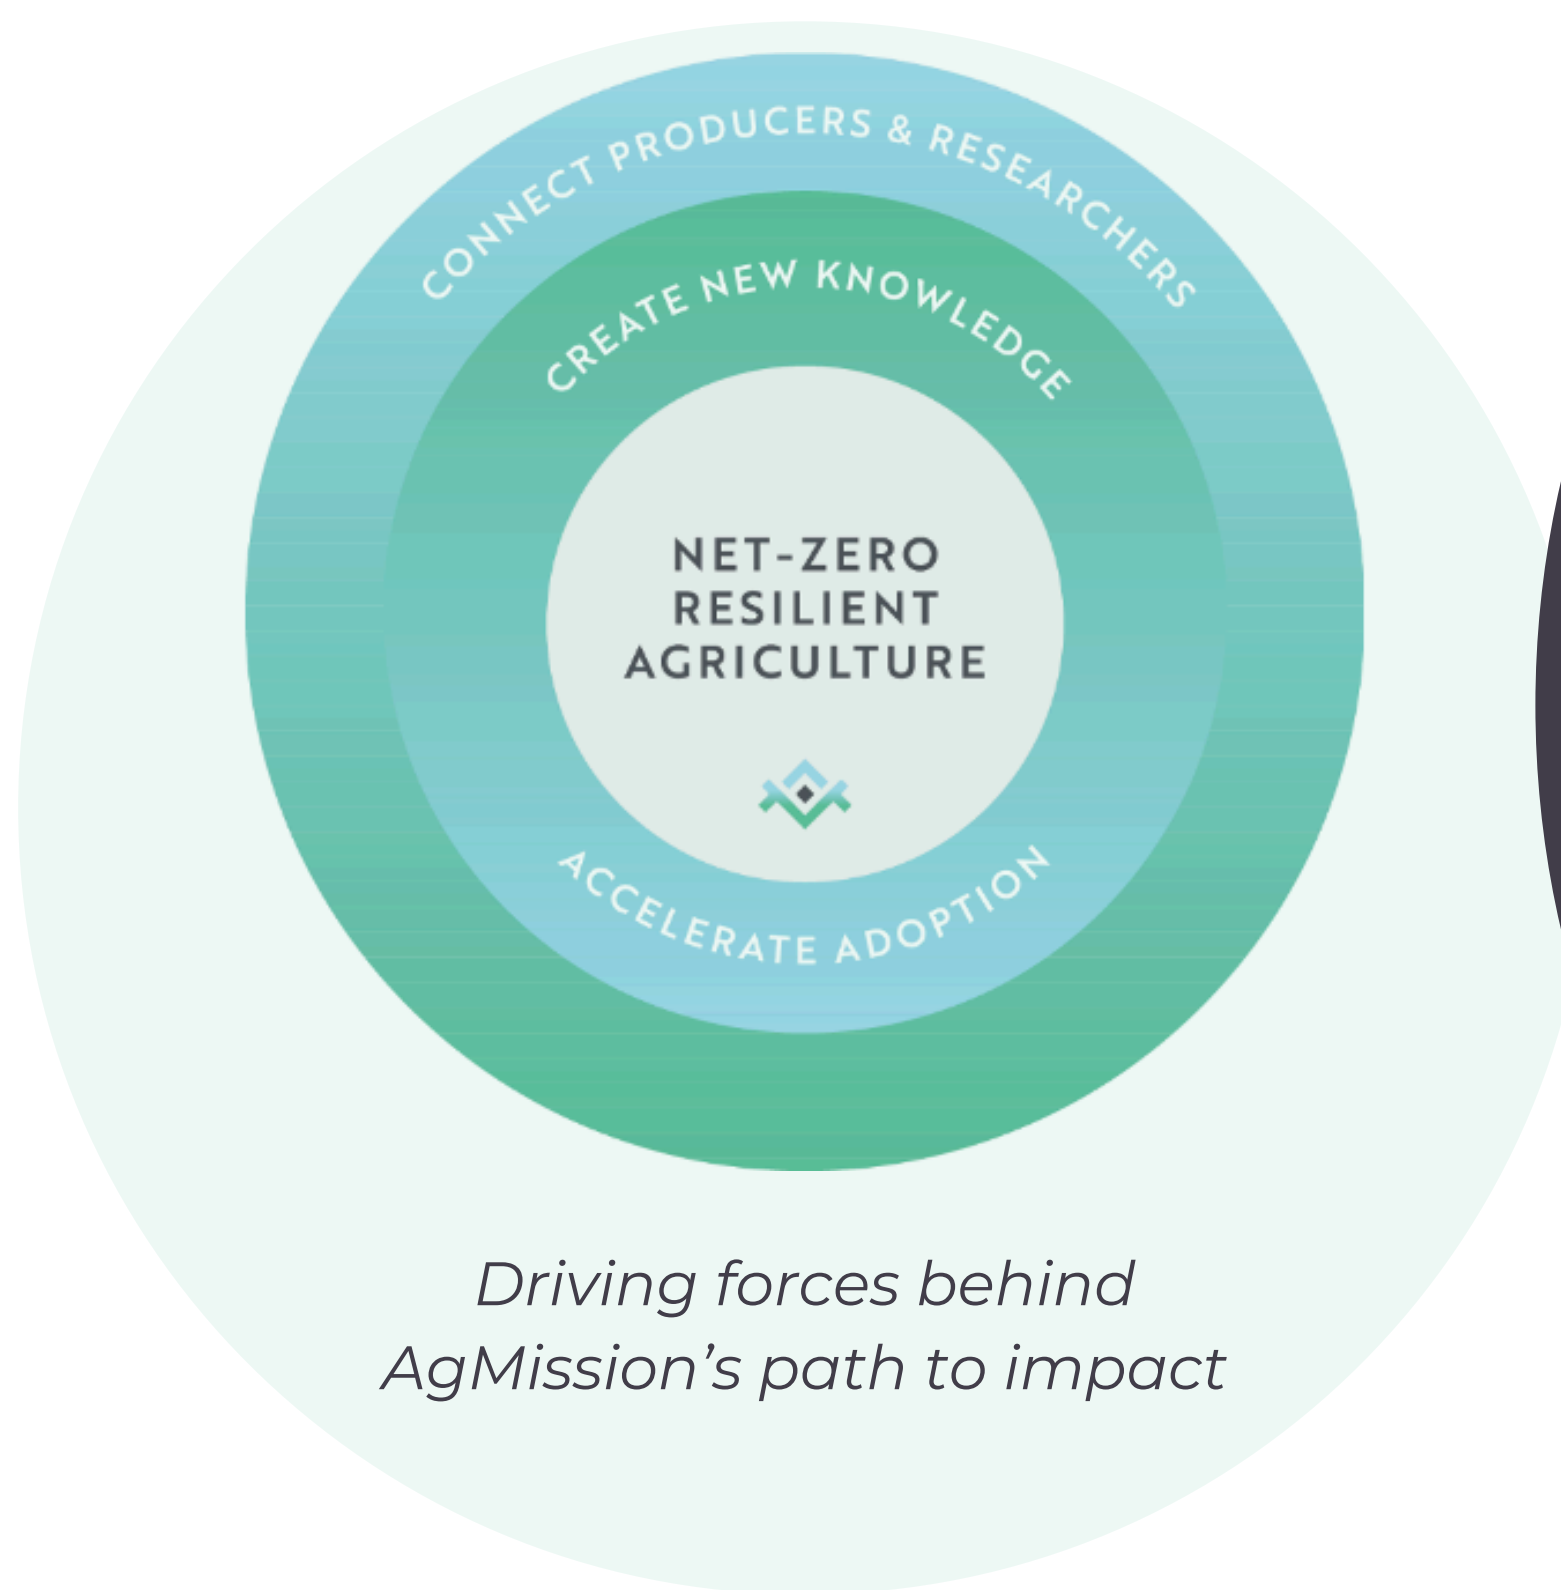 CONNECT PRODUCERS & RESEARCHERS
CREATE NEW KNOWLEDGE
NET-ZERO
RESILIENT
AGRICULTURE
ACCELERATE ADOPTION
Driving forces behind
AgMission’s path to impact